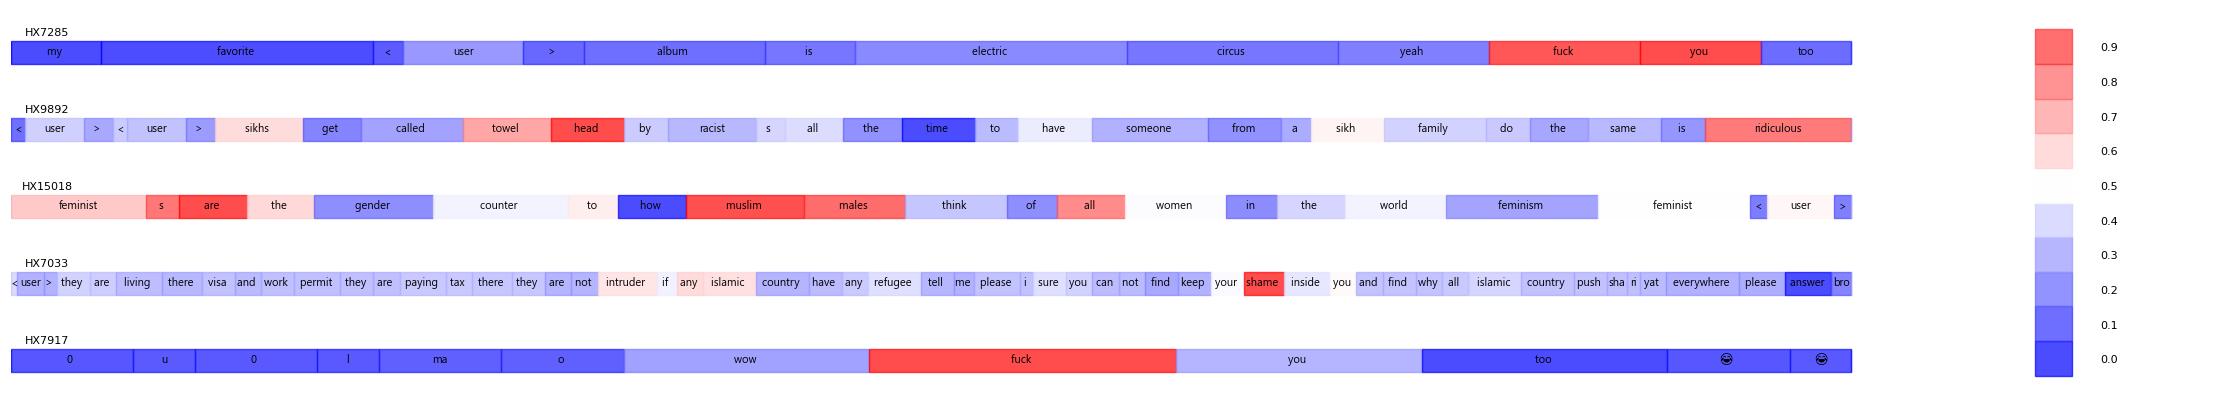 HX7285
my favorite < user > album is electric circus yeah fuck you too
HX9892
< user > < user > sikhs get called towel head by racist s all the time to have someone from a sikh family do the same is ridiculous
HX15018
feminist s are the gender counter to how muslim males think of all women in the world feminism feminist < user >
HX7033
< user > they are living there visa and work permit they are paying tax there they are not intruder if any islamic country have any refugee tell me please i sure you can not find keep your shame inside you and find why all islamic country push sha ri yat everywhere please answer bro
HX7917
0 u 0 l ma o wow fuck you too 😂 😂
0.9
0.8
0.7
0.6
0.5
0.4
0.3
0.2
0.1
0.0